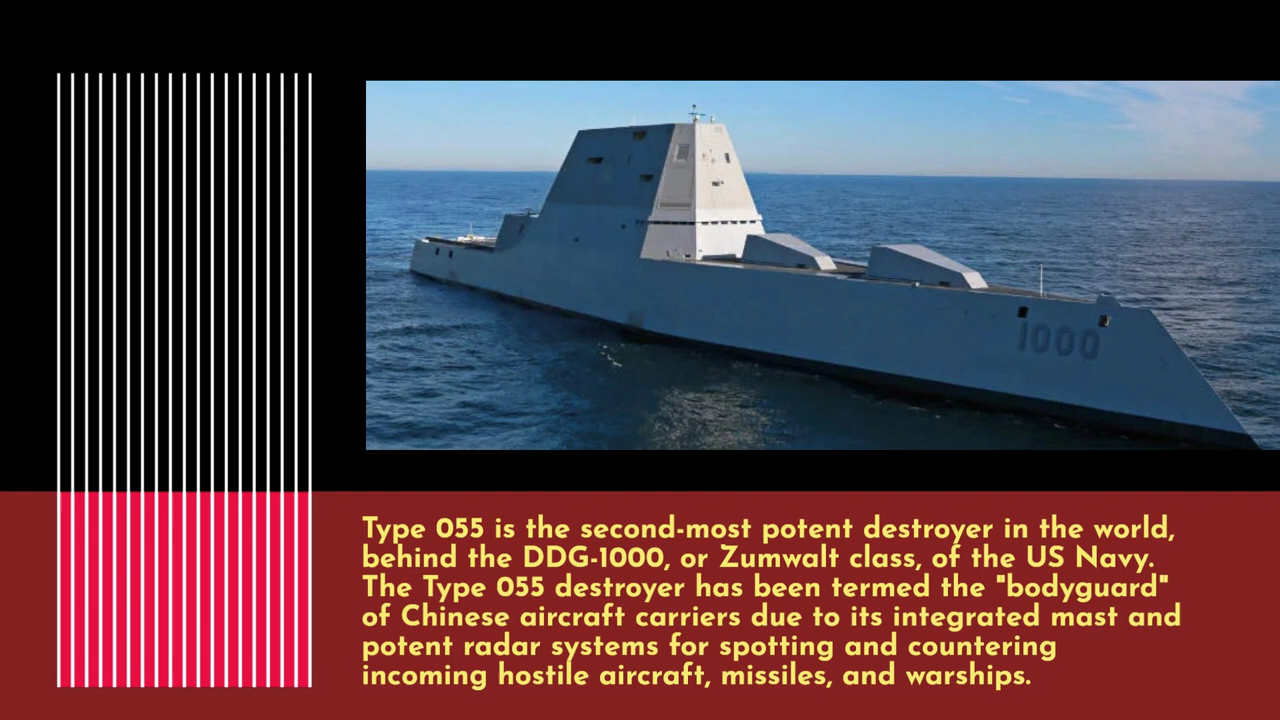 1000
Type 055 is the second-most potent destroyer in the world,
behind the DDG-1000, or Zumwalt class, of the US Navy.
The Type 055 destroyer has been termed the "bodyguard"
of Chinese aircraft carriers due to its integrated mast and
potent radar systems for spotting and countering
incoming hostile aircraft, missiles, and warships.